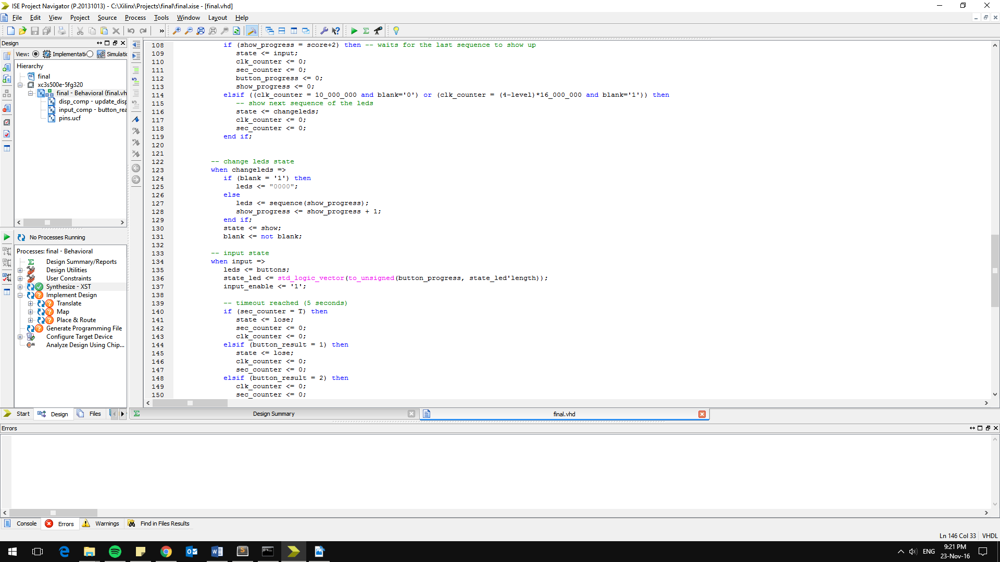 ISE Project Navigator (P.20131013) - C:\Xilinx\Projects\final\final.xise - [final.vhd]
File Edit View Project Source Process Tools Window Layout Help
Design
View: Implementati Simulatic
Hierarchy
final
xc3s500e-5fg320
final - Behavioral (final.vh
disp_comp - update_disp
input_comp - button_rea
pins.ucf
No Processes Running
Processes: final - Behavioral
Design Summary/Reports
Design Utilities
User Constraints
Synthesize - XST
Implement Design
Translate
Map
Place & Route
Generate Programming File
Configure Target Device
Analyze Design Using Chip...
Start Design Files
108 if (show_progress = score+2) then -- waits for the last sequence to show up
109 state <= input;
110 clk_counter <= 0;
111 sec_counter <= 0;
112 button_progress <= 0;
113 show_progress <= 0;
114 elsif ((clk_counter = 10_000_000 and blank='0') or (clk_counter = (4-level)*16_000_000 and blank='1')) then
115 -- show next sequence of the leds
116 state <= changeleds;
117 clk_counter <= 0;
118 sec_counter <= 0;
119 end if;
120
121
122 -- change leds state
123 when changeleds =>
124 if (blank = '1') then
125 leds <= "0000";
126 else
127 leds <= sequence(show_progress);
128 show_progress <= show_progress + 1;
129 end if;
130 state <= show;
131 blank <= not blank;
132
133 -- input state
134 when input =>
135 leds <= buttons;
136 state_led <= std_logic_vector(to_unsigned(button_progress, state_led'length));
137 input_enable <= '1';
138
139 -- timeout reached (5 seconds)
140 if (sec_counter = T) then
141 state <= lose;
142 sec_counter <= 0;
143 clk_counter <= 0;
144 elsif (button_result = 1) then
145 state <= lose;
146 clk_counter <= 0;
147 sec_counter <= 0;
148 elsif (button_result = 2) then
149 clk_counter <= 0;
150 sec_counter <= 0;
Design Summary final.vhd
Errors
Console Errors Warnings Find in Files Results
Ln 146 Col 33 VHDL
ENG
9:21 PM
23-Nov-16